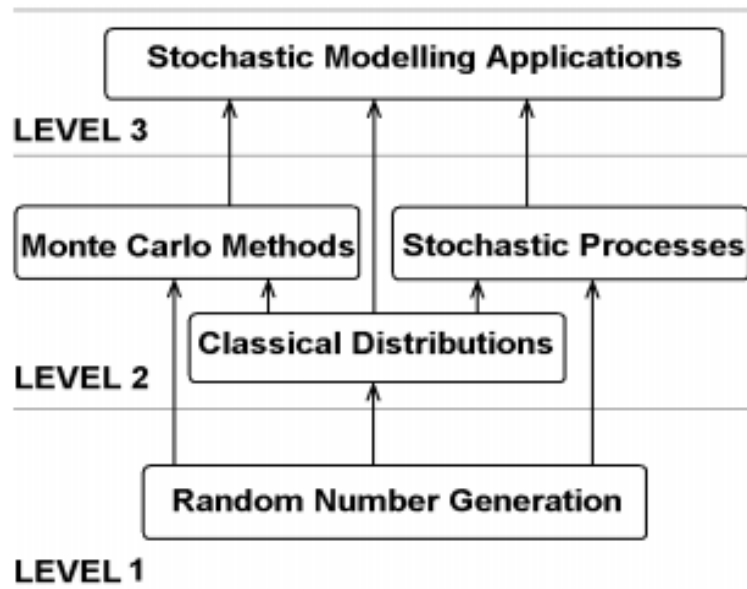 Stochastic Modelling Applications
LEVEL 3
Monte Carlo Methods
Stochastic Processes
Classical Distributions
LEVEL 2
Random Number Generation
LEVEL 1